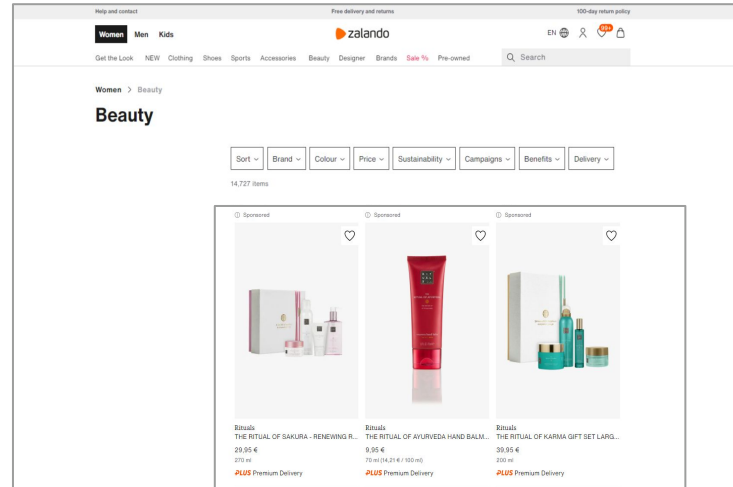 Help and contact
Free delivery and returns
100-day return policy
Women Men Kids
zalando
EN
99+
Get the Look NEW Clothing Shoes Sports Accessories Beauty Designer Brands Sale % Pre-owned
Search
Women > Beauty
Beauty
Sort Brand Colour Price Sustainability Campaigns Benefits Delivery
14,727 items
Sponsored
Sponsored
Sponsored
Rituals
THE RITUAL OF SAKURA - RENEWING R...
29,95 €
270 ml
PLUS Premium Delivery
Rituals
THE RITUAL OF AYURVEDA HAND BALM...
9,95 €
70 ml (14,21 € / 100 ml)
PLUS Premium Delivery
Rituals
THE RITUAL OF KARMA GIFT SET LARG...
39,95 €
200 ml
PLUS Premium Delivery